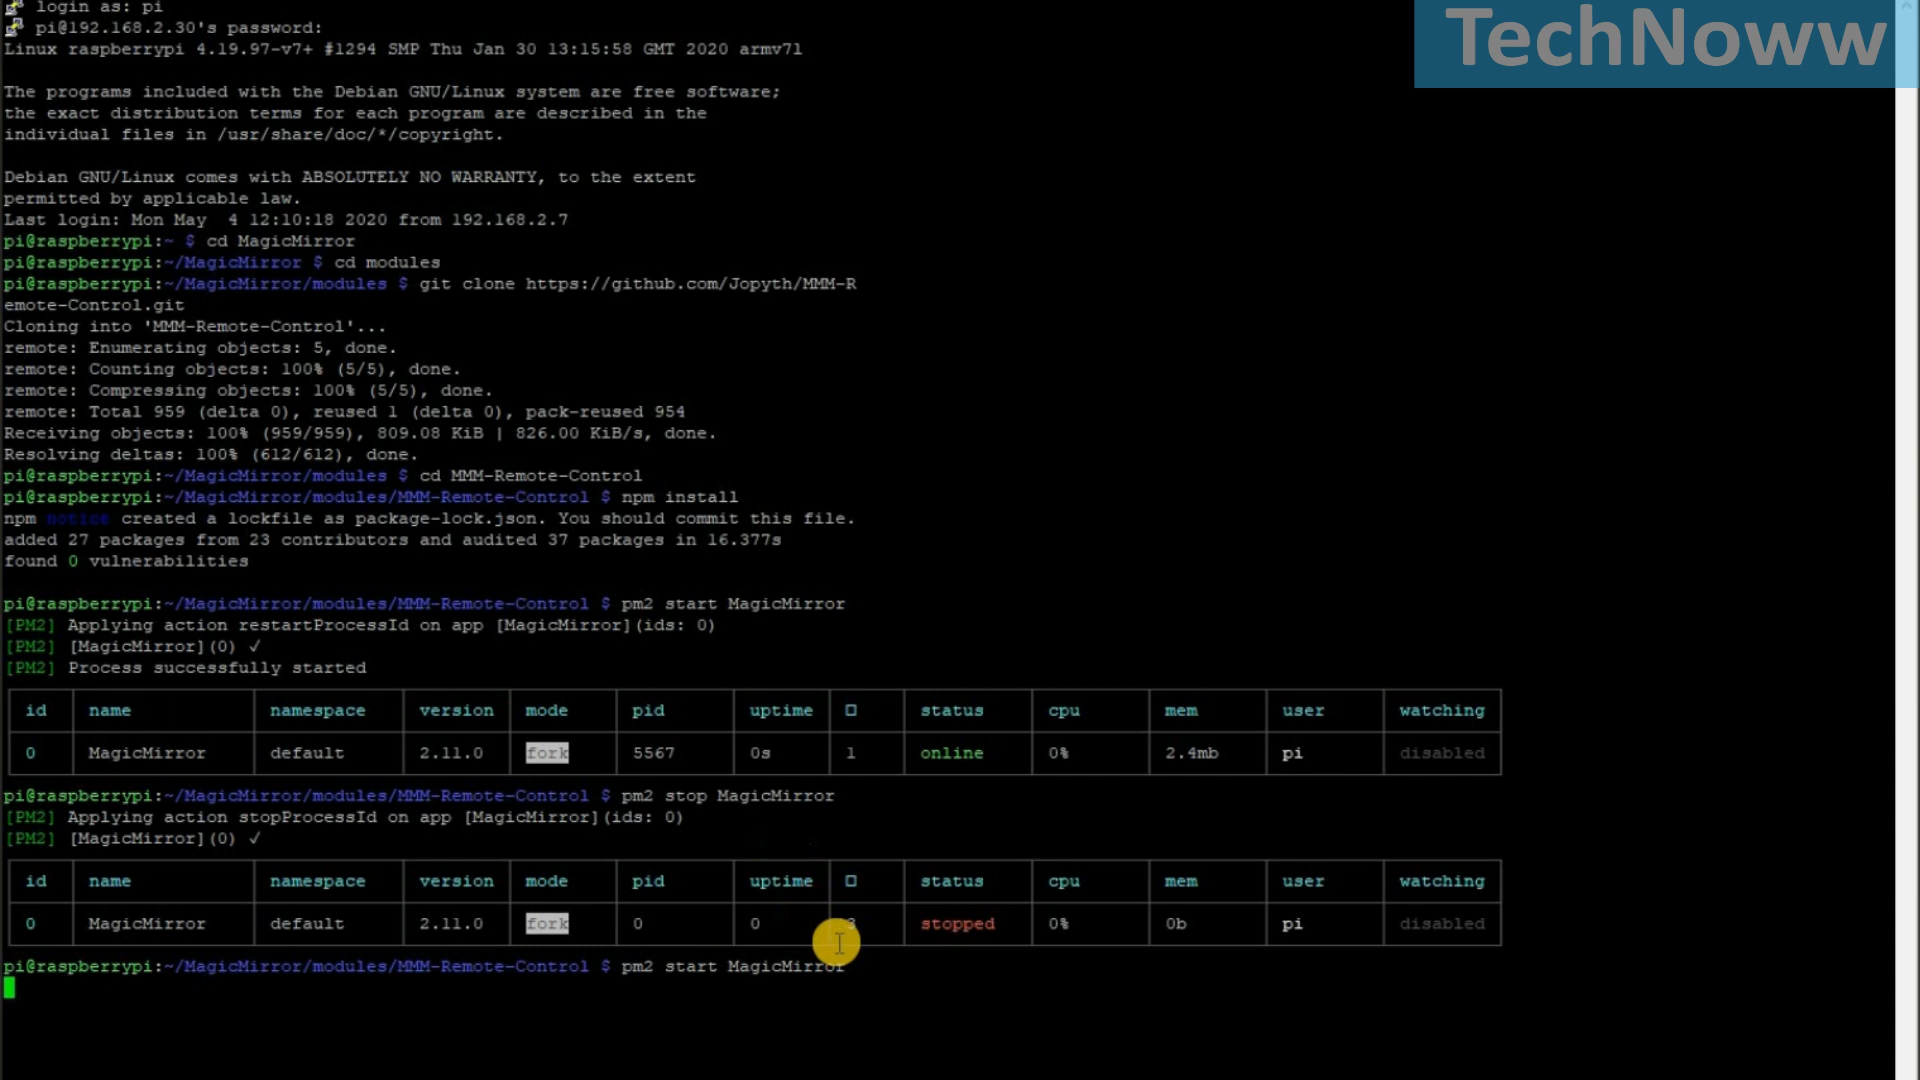 login as: pi
TechNoww
pi@192.168.2.30's password:
Linux raspberrypi 4.19.97-v7+ #1294 SMP Thu Jan 30 13:15:58 GMT 2020 armv7l
The programs included with the Debian GNU/Linux system are free software;
the exact distribution terms for each program are described in the
individual files in /usr/share/doc/*/copyright.
Debian GNU/Linux comes with ABSOLUTELY NO WARRANTY, to the extent
permitted by applicable law.
Last login: Mon May  4 12:10:18 2020 from 192.168.2.7
pi@raspberrypi:~ $ cd MagicMirror
pi@raspberrypi:~/MagicMirror $ cd modules
pi@raspberrypi:~/MagicMirror/modules $ git clone https://github.com/Jopyth/MMM-R
emote-Control.git
Cloning into 'MMM-Remote-Control'...
remote: Enumerating objects: 5, done.
remote: Counting objects: 100% (5/5), done.
remote: Compressing objects: 100% (5/5), done.
remote: Total 959 (delta 0), reused 1 (delta 0), pack-reused 954
Receiving objects: 100% (959/959), 809.08 KiB | 826.00 KiB/s, done.
Resolving deltas: 100% (612/612), done.
pi@raspberrypi:~/MagicMirror/modules $ cd MMM-Remote-Control
pi@raspberrypi:~/MagicMirror/modules/MMM-Remote-Control $ npm install
npm notice created a lockfile as package-lock.json. You should commit this file.
added 27 packages from 23 contributors and audited 37 packages in 16.377s
found 0 vulnerabilities
pi@raspberrypi:~/MagicMirror/modules/MMM-Remote-Control $ pm2 start MagicMirror
[PM2] Applying action restartProcessId on app [MagicMirror](ids: 0)
[PM2] [MagicMirror](0) ✓
[PM2] Process successfully started
id name namespace version mode pid uptime □ status cpu mem user watching
0 MagicMirror default 2.11.0 fork 5567 0s 1 online 0% 2.4mb pi disabled
pi@raspberrypi:~/MagicMirror/modules/MMM-Remote-Control $ pm2 stop MagicMirror
[PM2] Applying action stopProcessId on app [MagicMirror](ids: 0)
[PM2] [MagicMirror](0) ✓
id name namespace version mode pid uptime □ status cpu mem user watching
0 MagicMirror default 2.11.0 fork 0 0 stopped 0% 0b pi disabled
pi@raspberrypi:~/MagicMirror/modules/MMM-Remote-Control $ pm2 start MagicMirror